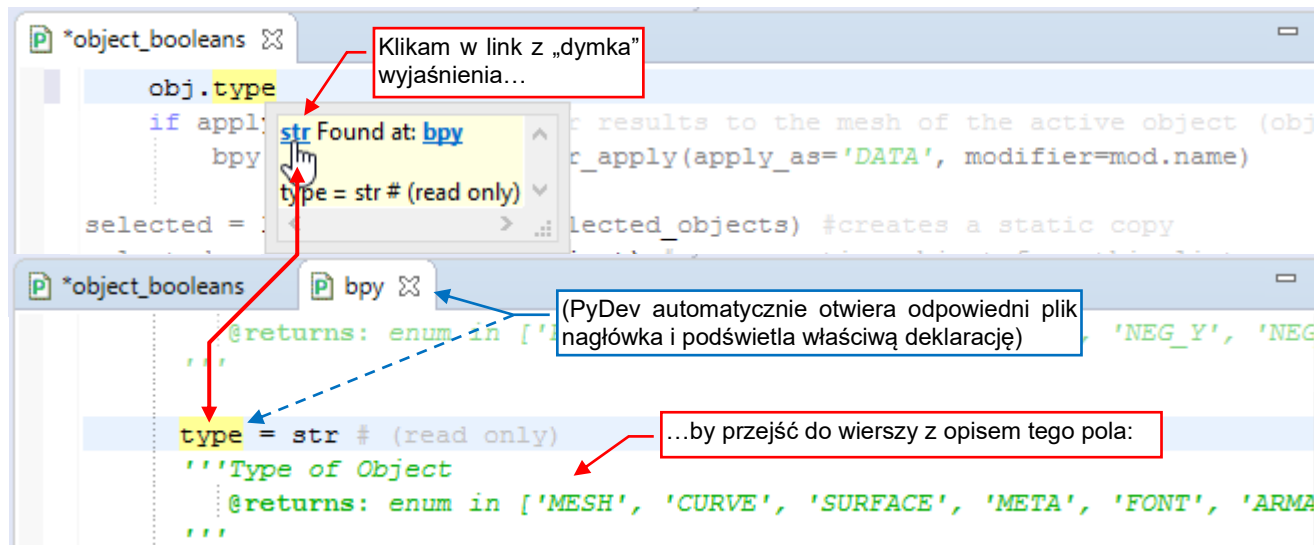 *object_booleans
Klikam w link z „dymka”
wyjaśnienia…
obj.type
if appl r results to the mesh of the active object (obj
str Found at: bpy
bpy r_apply(apply_as='DATA', modifier=mod.name)
type = str # (read only)
selected = lected_objects) #creates a static copy
*object_booleans
bpy
(PyDev automatycznie otwiera odpowiedni plik
nagłówka i podświetla właściwą deklarację)
@returns: enum in [' , 'NEG_Y', 'NEG
'''
type = str # (read only)
…by przejść do wierszy z opisem tego pola:
'''Type of Object
@returns: enum in ['MESH', 'CURVE', 'SURFACE', 'META', 'FONT', 'ARMA
'''